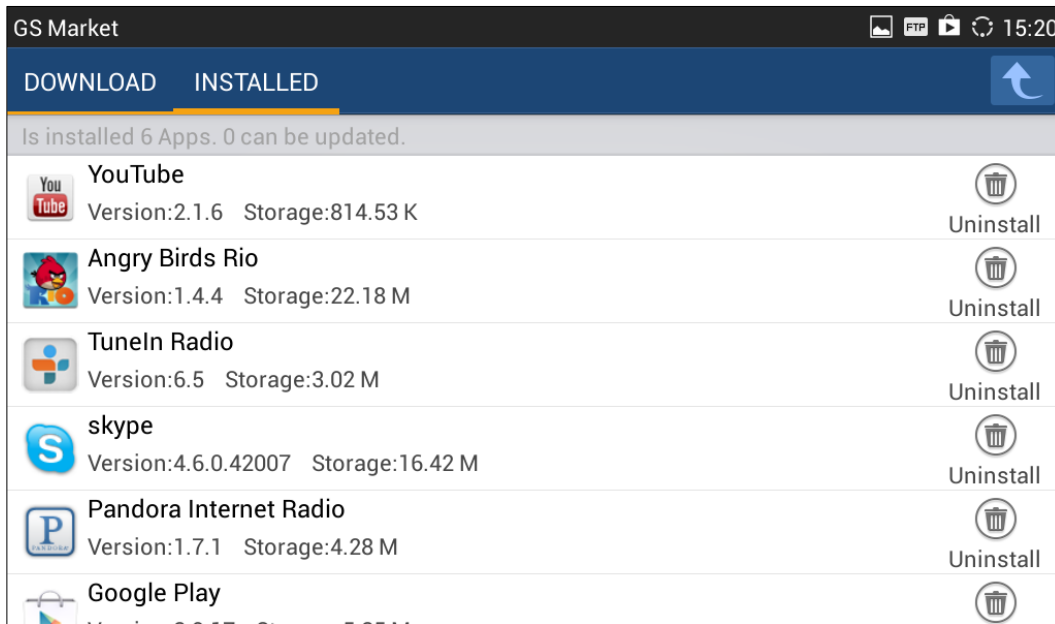 GS Market FTP 15:20
DOWNLOAD INSTALLED
Is installed 6 Apps. 0 can be updated.
You
Tube
YouTube
Version:2.1.6 Storage:814.53 K
Uninstall
RIO
Angry Birds Rio
Version:1.4.4 Storage:22.18 M
Uninstall
TuneIn Radio
Version:6.5 Storage:3.02 M
Uninstall
S
skype
Version:4.6.0.42007 Storage:16.42 M
Uninstall
P
PANDORA
Pandora Internet Radio
Version:1.7.1 Storage:4.28 M
Uninstall
Google Play